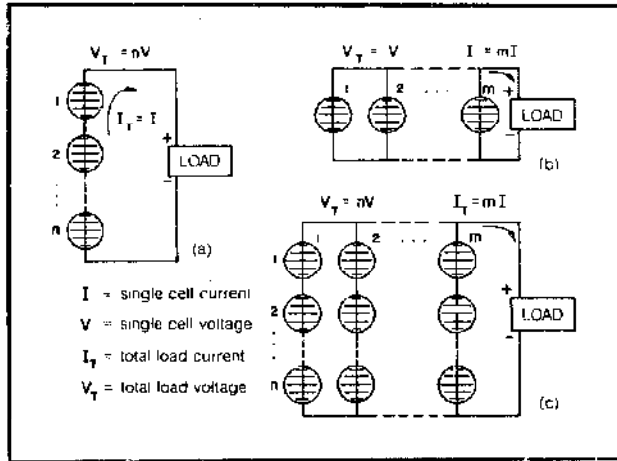 V_T = nV
1
I_T = I
2
+
LOAD
-
n
(a)
V_T = V
I = mI
1
2
. . .
m
+
LOAD
-
(b)
V_T = nV
I_T = mI
1
2
. . .
m
1
2
n
+
LOAD
-
(c)
I = single cell current
V = single cell voltage
I_T = total load current
V_T = total load voltage